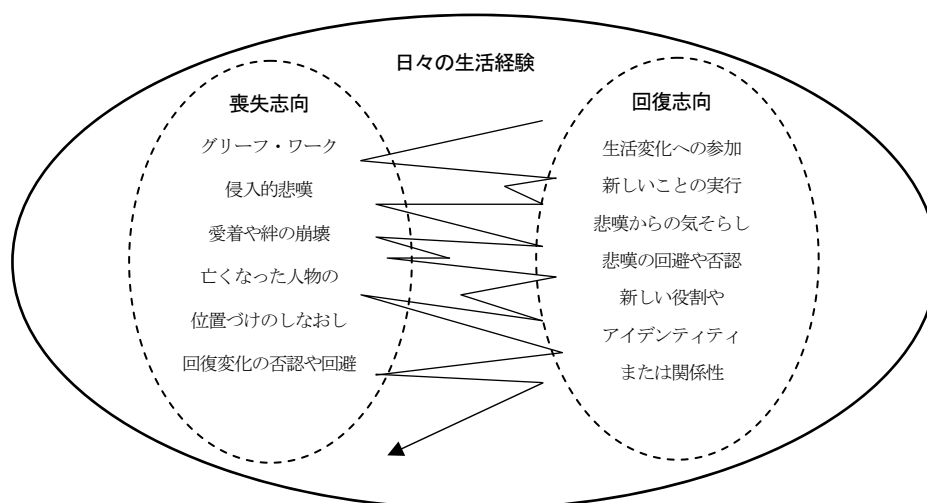 日々の生活経験
喪失志向
グリーフ・ワーク
侵入的悲嘆
愛着や絆の崩壊
亡くなった人物の
位置づけのしなおし
回復変化の否認や回避
回復志向
生活変化への参加
新しいことの実行
悲嘆からの気そらし
悲嘆の回避や否認
新しい役割や
アイデンティティ
または関係性